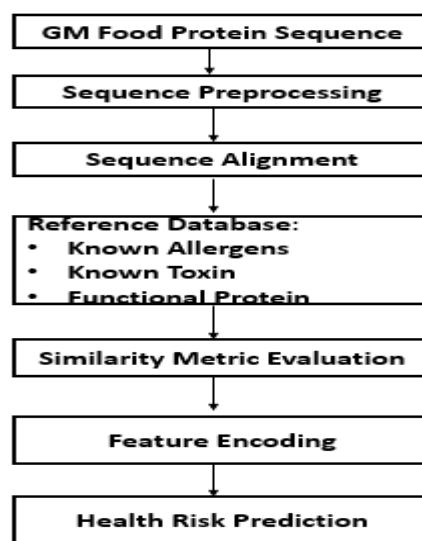 GM Food Protein Sequence
Sequence Preprocessing
Sequence Alignment
Reference Database:
• Known Allergens
• Known Toxin
• Functional Protein
Similarity Metric Evaluation
Feature Encoding
Health Risk Prediction